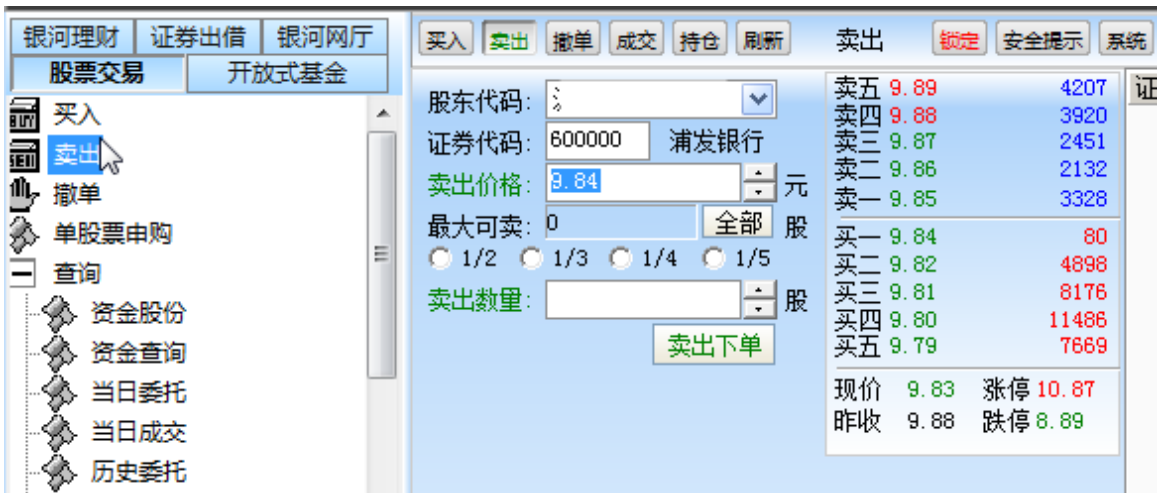 银河理财 证券出借 银河网厅
股票交易 开放式基金
买入
卖出
撤单
单股票申购
查询
资金股份
资金查询
当日委托
当日成交
历史委托
买入 卖出 撤单 成交 持仓 刷新 卖出 锁定 安全提示 系统
股东代码:
证券代码: 600000 浦发银行
卖出价格: 9.84 元
最大可卖: 0 全部 股
1/2 1/3 1/4 1/5
卖出数量: 股
卖出下单
卖五 9.89 4207
卖四 9.88 3920
卖三 9.87 2451
卖二 9.86 2132
卖一 9.85 3328
买一 9.84 80
买二 9.82 4898
买三 9.81 8176
买四 9.80 11486
买五 9.79 7669
现价 9.83 涨停 10.87
昨收 9.88 跌停 8.89